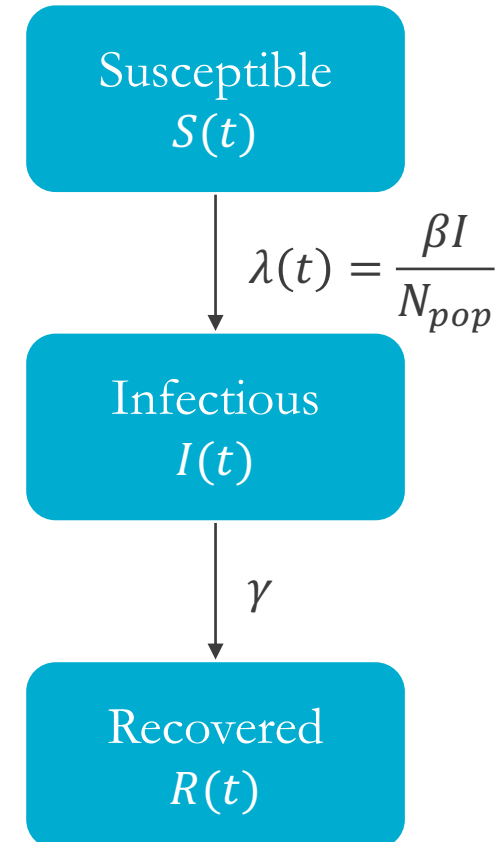 Susceptible
S(t)
λ(t) = βI / N_pop
Infectious
I(t)
γ
Recovered
R(t)